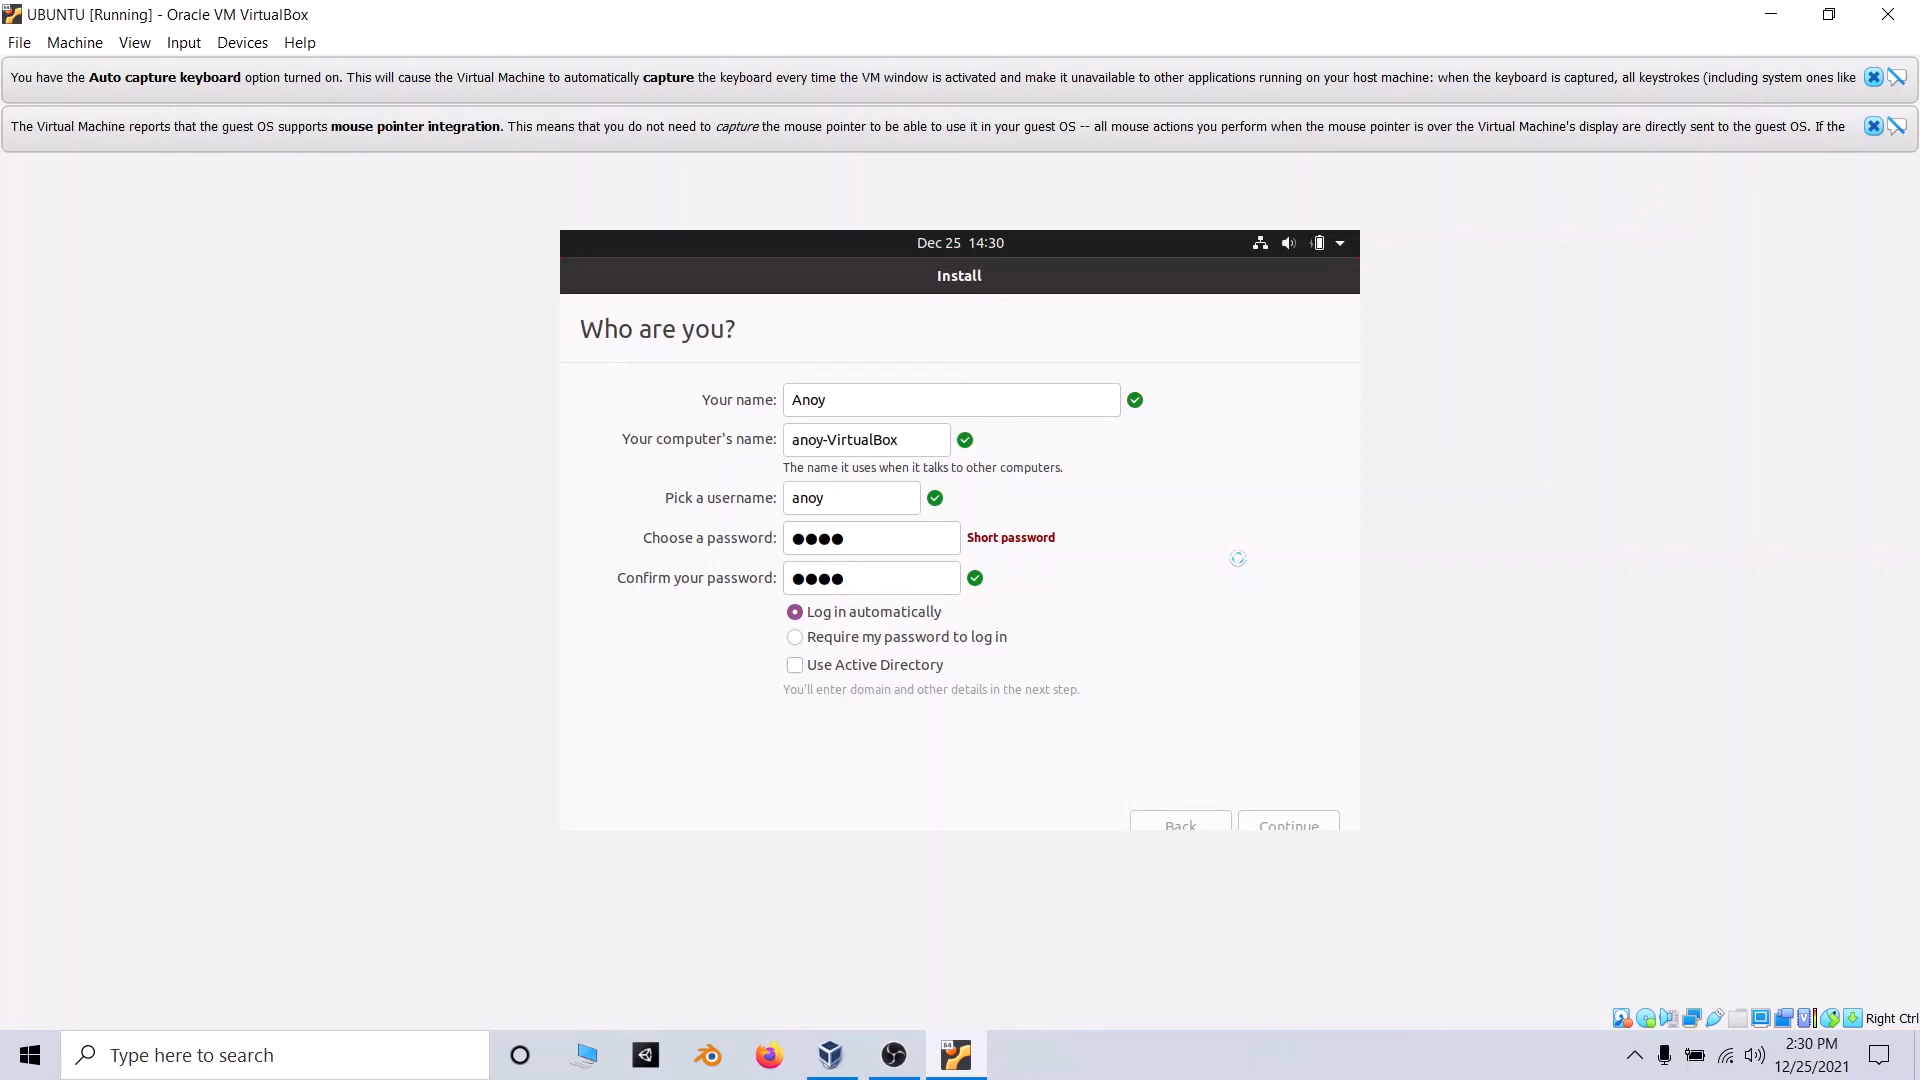 UBUNTU [Running] - Oracle VM VirtualBox
File Machine View Input Devices Help
You have the Auto capture keyboard option turned on. This will cause the Virtual Machine to automatically capture the keyboard every time the VM window is activated and make it unavailable to other applications running on your host machine: when the keyboard is captured, all keystrokes (including system ones like
The Virtual Machine reports that the guest OS supports mouse pointer integration. This means that you do not need to capture the mouse pointer to be able to use it in your guest OS -- all mouse actions you perform when the mouse pointer is over the Virtual Machine's display are directly sent to the guest OS. If the
Dec 25 14:30
Install
Who are you?
Your name: Anoy
Your computer's name: anoy-VirtualBox
The name it uses when it talks to other computers.
Pick a username: anoy
Choose a password: ●●●● Short password
Confirm your password: ●●●●
Log in automatically
Require my password to log in
Use Active Directory
You'll enter domain and other details in the next step.
Back Continue
Right Ctrl
Type here to search
64
2:30 PM
12/25/2021